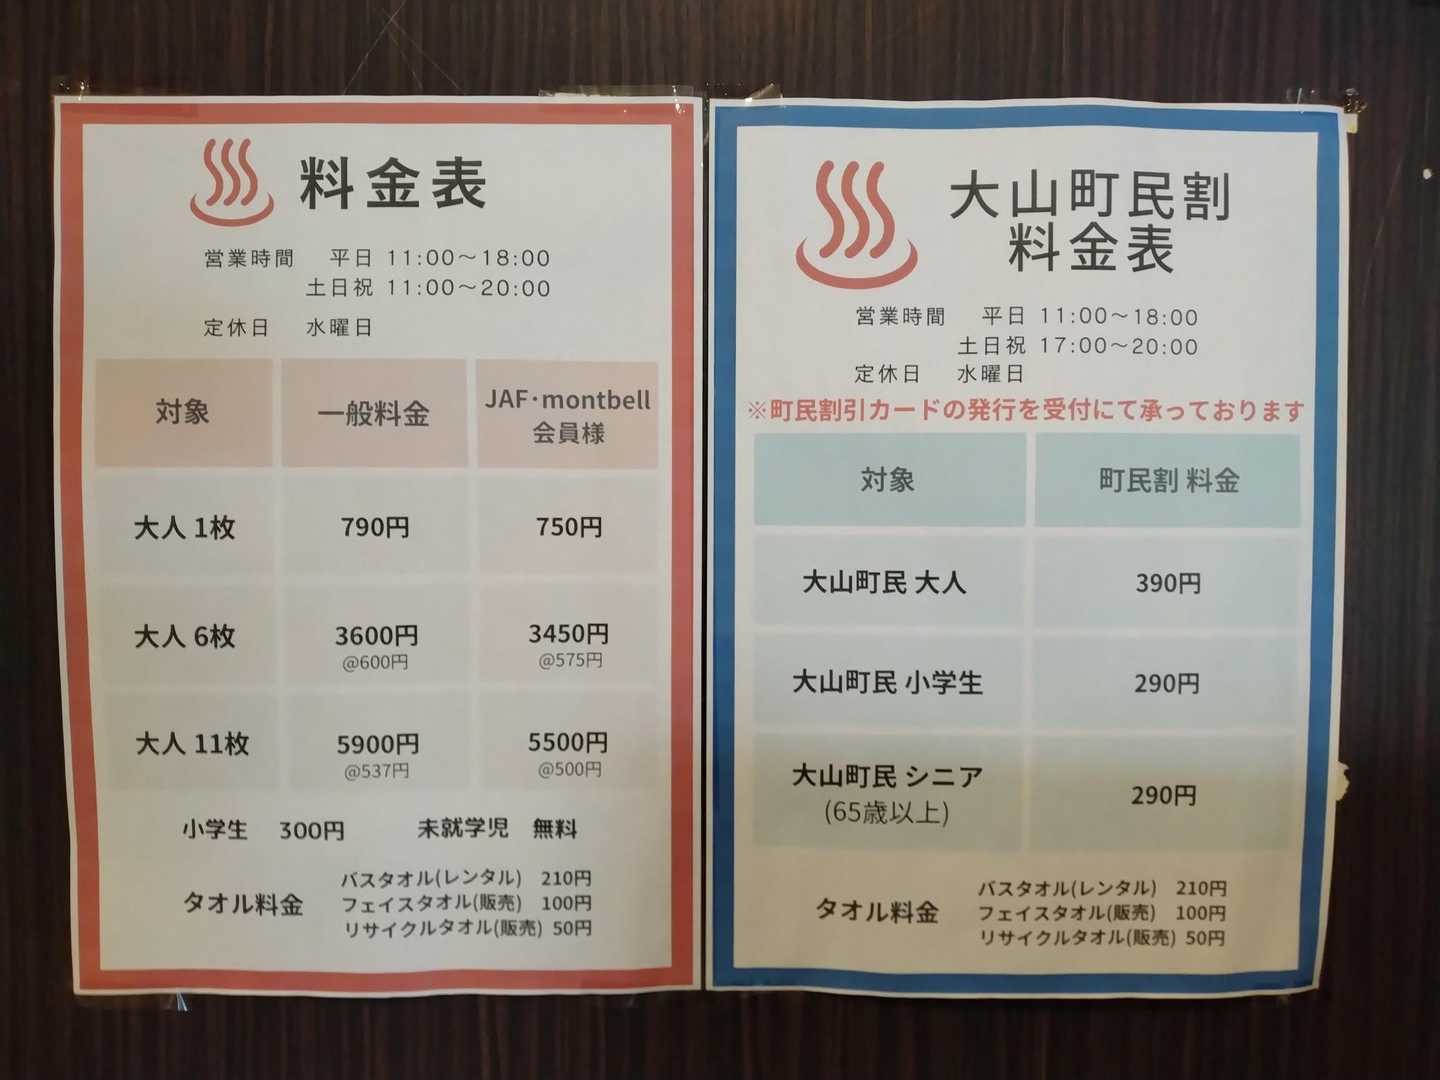 料金表
営業時間 平日 11:00〜18:00
土日祝 11:00〜20:00
定休日 水曜日
対象 一般料金 JAF・montbell
会員様
大人 1枚 790円 750円
大人 6枚 3600円 3450円
@600円 @575円
大人 11枚 5900円 5500円
@537円 @500円
小学生 300円 未就学児 無料
タオル料金
バスタオル(レンタル) 210円
フェイスタオル(販売) 100円
リサイクルタオル(販売) 50円
大山町民割
料金表
営業時間 平日 11:00〜18:00
土日祝 17:00〜20:00
定休日 水曜日
※町民割引カードの発行を受付にて承っております
対象 町民割 料金
大山町民 大人 390円
大山町民 小学生 290円
大山町民 シニア
(65歳以上) 290円
タオル料金
バスタオル(レンタル) 210円
フェイスタオル(販売) 100円
リサイクルタオル(販売) 50円